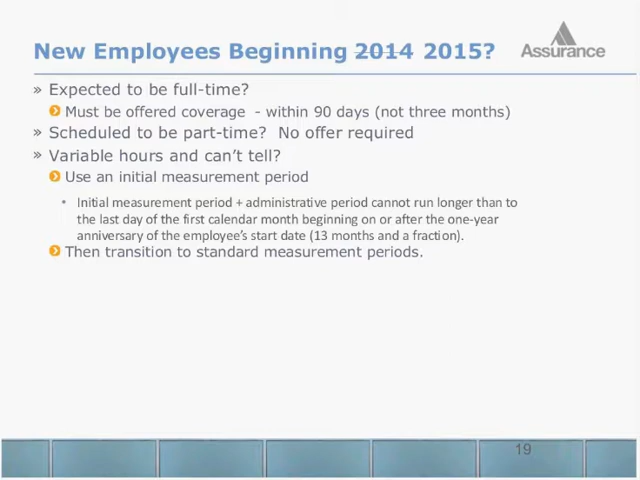 New Employees Beginning 2014 2015?
Assurance
» Expected to be full-time?
Must be offered coverage - within 90 days (not three months)
» Scheduled to be part-time? No offer required
» Variable hours and can't tell?
Use an initial measurement period
• Initial measurement period + administrative period cannot run longer than to
the last day of the first calendar month beginning on or after the one-year
anniversary of the employee's start date (13 months and a fraction).
Then transition to standard measurement periods.
19